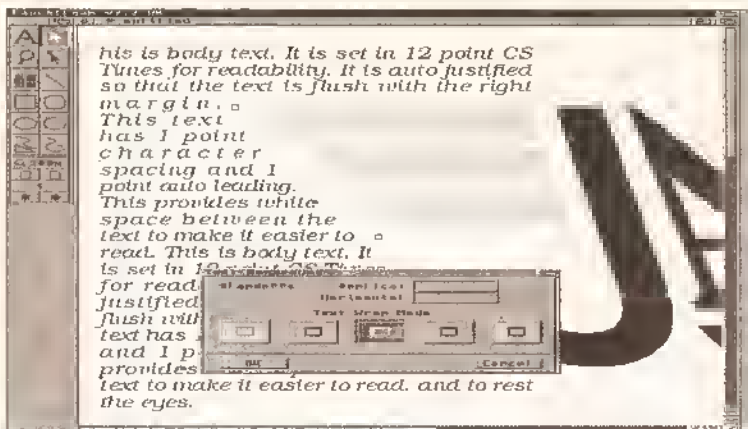 A
his is body text. It is set in 12 point CS
Times for readability. It is auto justified
so that the text is flush with the right
margin.
This text
has 1 point
character
spacing and 1
point auto leading.
This provides white
space between the
text to make it easier to
read. This is body text. It
is set in CS
for read
justified
flush with
text has
and 1 p
provides
text to make it easier to read. and to rest
the eyes.
Standoffs Vertical
Horizontal
Text Wrap Mode
OK Cancel